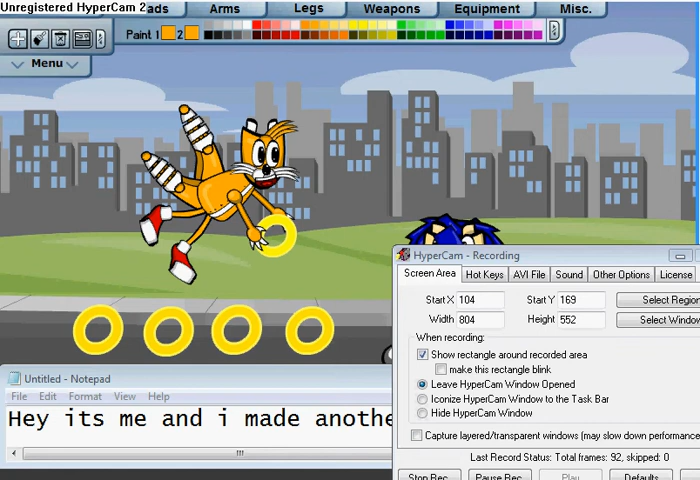 Unregistered HyperCam 2
ads Arms Legs Weapons Equipment Misc.
Paint 1 2
Menu
HyperCam - Recording
Screen Area Hot Keys AVI File Sound Other Options License
Start X 104 Start Y 169 Select Region
Width 804 Height 552 Select Window
When recording:
Show rectangle around recorded area
make this rectangle blink
Leave HyperCam Window Opened
Iconize HyperCam Window to the Task Bar
Hide HyperCam Window
Capture layered/transparent windows (may slow down performance
Last Record Status: Total frames: 92, skipped: 0
Stop Rec. Pause Rec. Play Defaults
Untitled - Notepad
File Edit Format View Help
Hey its me and i made anothe